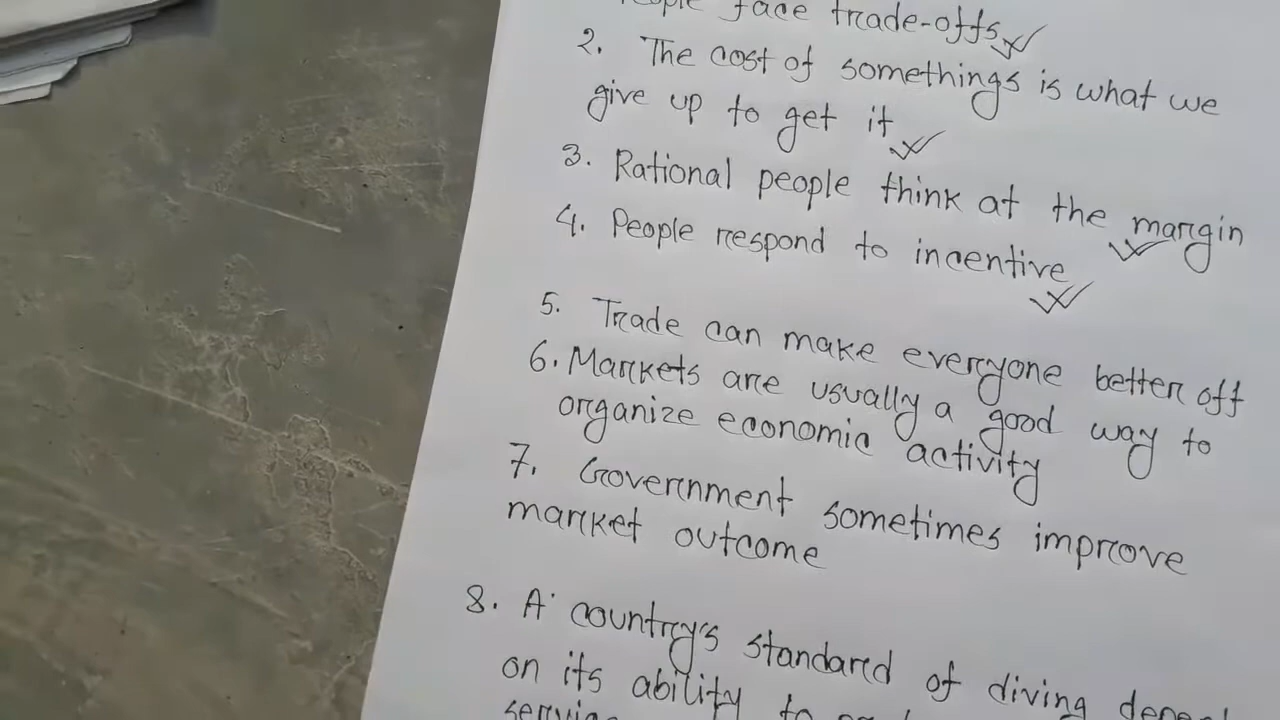 face trade-offs
2. The cost of somethings is what we
give up to get it
3. Rational people think at the margin
4. People respond to incentive
5. Trade can make everyone better off
6. Markets are usually a good way to
organize economic activity
7. Government sometimes improve
market outcome
8. A country's standard of diving
on its ability to